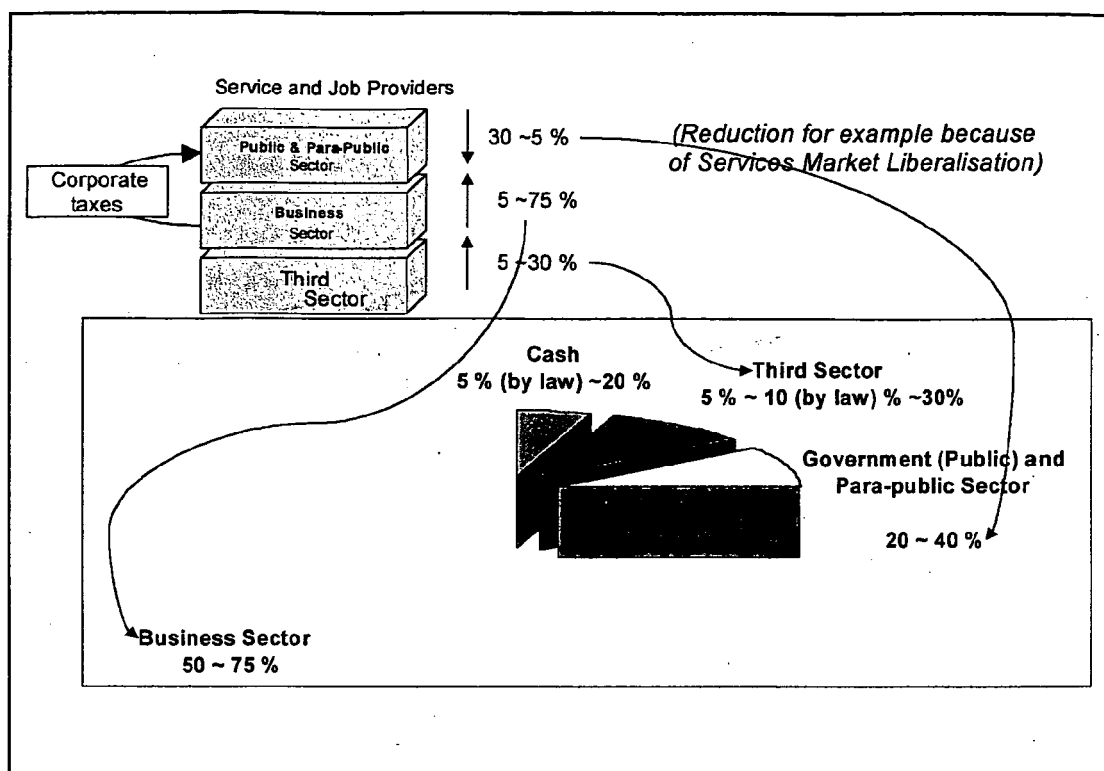 Service and Job Providers
Public & Para-Public
Sector
30 ~5 %
(Reduction for example because
of Services Market Liberalisation)
Corporate
taxes
Business
Sector
5 ~75 %
Third
Sector
5 ~30 %
Cash
5 % (by law) ~20 %
Third Sector
5 % ~ 10 (by law) % ~30%
Government (Public) and
Para-public Sector
20 ~ 40 %
Business Sector
50 ~ 75 %